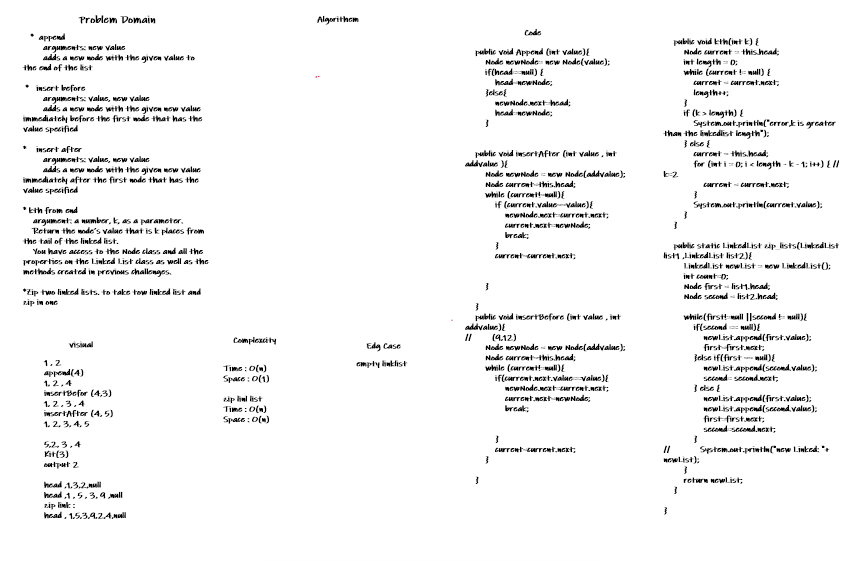 Problem Domain
* append
arguments: new value
adds a new node with the given value to
the end of the list
* insert before
arguments: value, new value
adds a new node with the given new value
immediately before the first node that has the
value specified
* insert after
arguments: value, new value
adds a new node with the given new value
immediately after the first node that has the
value specified
* kth from end
argument: a number, k, as a parameter.
Return the node's value that is k places from
the tail of the linked list.
You have access to the Node class and all the
properties on the Linked List class as well as the
methods created in previous challenges.
*Zip two linked lists. to take tow linked list and
zip in one
Algorithem
Visiual
1 , 2
append(4)
1, 2 , 4
insertBefor (4,3)
1, 2 , 3 , 4
insertAfter (4, 5)
1, 2, 3, 4, 5
5,2, 3 , 4
Kit(3)
output 2
head ,1,3,2,null
head ,1 , 5 , 3, 9 ,null
zip link :
head , 1,5,3,9,2,4,null
Complexcity
Time : O(n)
Space : O(1)
zip linl list
Time : O(n)
Space : O(n)
Edg Case
empty linklist
Code
public void Append (int value){
Node newNode= new Node(value);
if(head==null) {
head=newNode;
}else{
newNode.next=head;
head=newNode;
}
public void insertAfter (int value , int
addvalue ){
Node newNode = new Node(addvalue);
Node current=this.head;
while (current!=null){
if (current.value==value){
newNode.next=current.next;
current.next=newNode;
break;
}
current=current.next;
}
}
public void insertBefore (int value , int
addvalue){
// (9,12)
Node newNode = new Node(addvalue);
Node current=this.head;
while (current!=null){
if(current.next.value==value){
newNode.next=current.next;
current.next=newNode;
break;
}
current=current.next;
}
}
public void kth(int k) {
Node current = this.head;
int length = 0;
while (current != null) {
current = current.next;
length++;
}
if (k > length) {
System.out.println("error,k is greater
than the linkedlist length");
} else {
current = this.head;
for (int i = 0; i < length - k - 1; i++) { //
k=2.
current = current.next;
}
System.out.println(current.value);
}
public static LinkedList zip_lists(LinkedList
list1 ,LinkedList list2){
LinkedList newList = new LinkedList();
int count=0;
Node first = list1.head;
Node second = list2.head;
while(first!=null ||second != null){
if(second == null){
newList.append(first.value);
first=first.next;
}else if(first == null){
newList.append(second.value);
second= second.next;
} else {
newList.append(first.value);
newList.append(second.value);
first=first.next;
second=second.next;
}
// System.out.println("new Linked: "+
newList);
}
return newList;
}
}